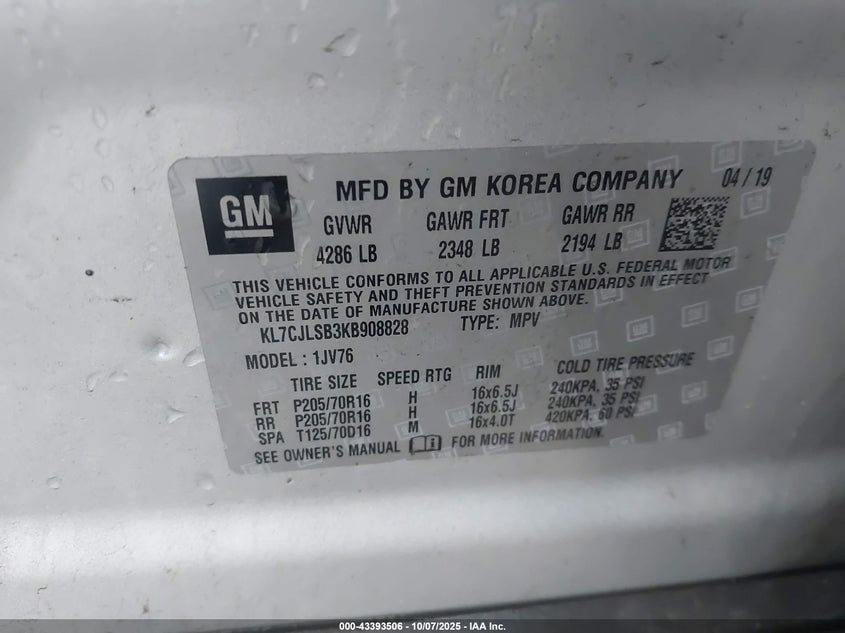 GM
MFD BY GM KOREA COMPANY 04/19
GVWR GAWR FRT GAWR RR
4286 LB 2348 LB 2194 LB
THIS VEHICLE CONFORMS TO ALL APPLICABLE U.S. FEDERAL MOTOR
VEHICLE SAFETY AND THEFT PREVENTION STANDARDS IN EFFECT
ON THE DATE OF MANUFACTURE SHOWN ABOVE.
KL7CJLSB3KB908828 TYPE: MPV
MODEL : 1JV76
TIRE SIZE SPEED RTG RIM COLD TIRE PRESSURE
FRT P205/70R16 H 16x6.5J 240KPA, 35 PSI
RR P205/70R16 H 16x6.5J 240KPA, 35 PSI
SPA T125/70D16 M 16x4.0T 420KPA, 60 PSI
SEE OWNER'S MANUAL FOR MORE INFORMATION.
000-43393506 - 10/07/2025 - IAA Inc.